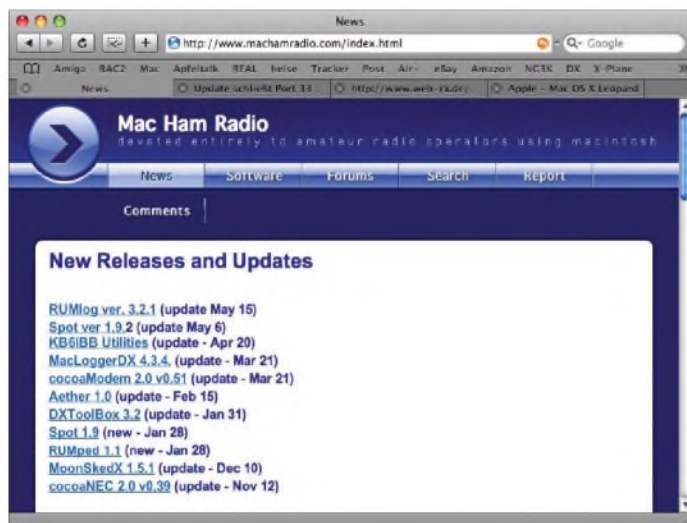 News
http://www.machamradio.com/index.html
Google
Amiga RAC2 Mac Apfeltalk REAL heise Tracker Post Air eBay Amazon NC3K DX X-Plane
News Update schließt Port 33 http://www.web- Apple – Mac OS X Leopard
Mac Ham Radio
devoted entirely to amateur radio operators using macintosh
News Software Forums Search Report
Comments
New Releases and Updates
RUMlog ver. 3.2.1 (update May 15)
Spot ver 1.9.2 (update May 6)
KB6IBB Utilities (update - Apr 20)
MacLoggerDX 4.3.4. (update - Mar 21)
cocoaModem 2.0 v0.51 (update - Mar 21)
Aether 1.0 (update - Feb 15)
DXToolBox 3.2 (update - Jan 31)
Spot 1.9 (new - Jan 28)
RUMped 1.1 (new - Jan 28)
MoonSkedX 1.5.1 (update - Dec 10)
cocoaNEC 2.0 v0.39 (update - Nov 12)